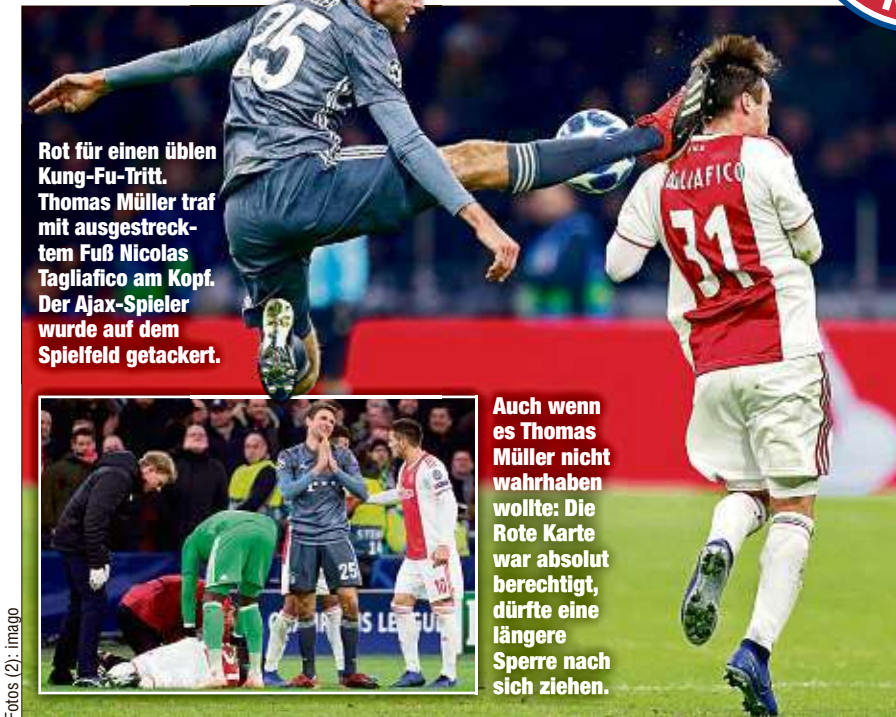 25
Rot für einen üblen
Kung-Fu-Tritt.
Thomas Müller traf
mit ausgestreck-
tem Fuß Nicolas
Tagliafico am Kopf.
Der Ajax-Spieler
wurde auf dem
Spielfeld getackert.
TAGLIAFICO
31
Auch wenn
es Thomas
Müller nicht
wahrhaben
wollte: Die
Rote Karte
war absolut
berechtigt,
dürfte eine
längere
Sperre nach
sich ziehen.
25
10
Fotos (2): imago